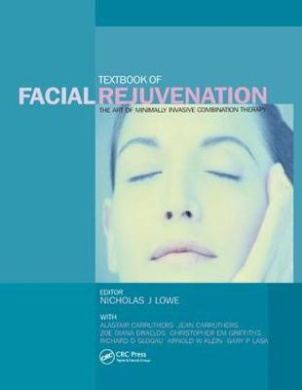 TEXTBOOK OF
FACIAL REJUVENATION
THE ART OF MINIMALLY INVASIVE COMBINATION THERAPY
EDITOR
NICHOLAS J LOWE
WITH
ALASTAIR CARRUTHERS JEAN CARRUTHERS
ZOE DIANA DRAELOS CHRISTOPHER EM GRIFFITHS
RICHARD G GLOGAU ARNOLD W KLEIN GARY P LASK
CRC Press